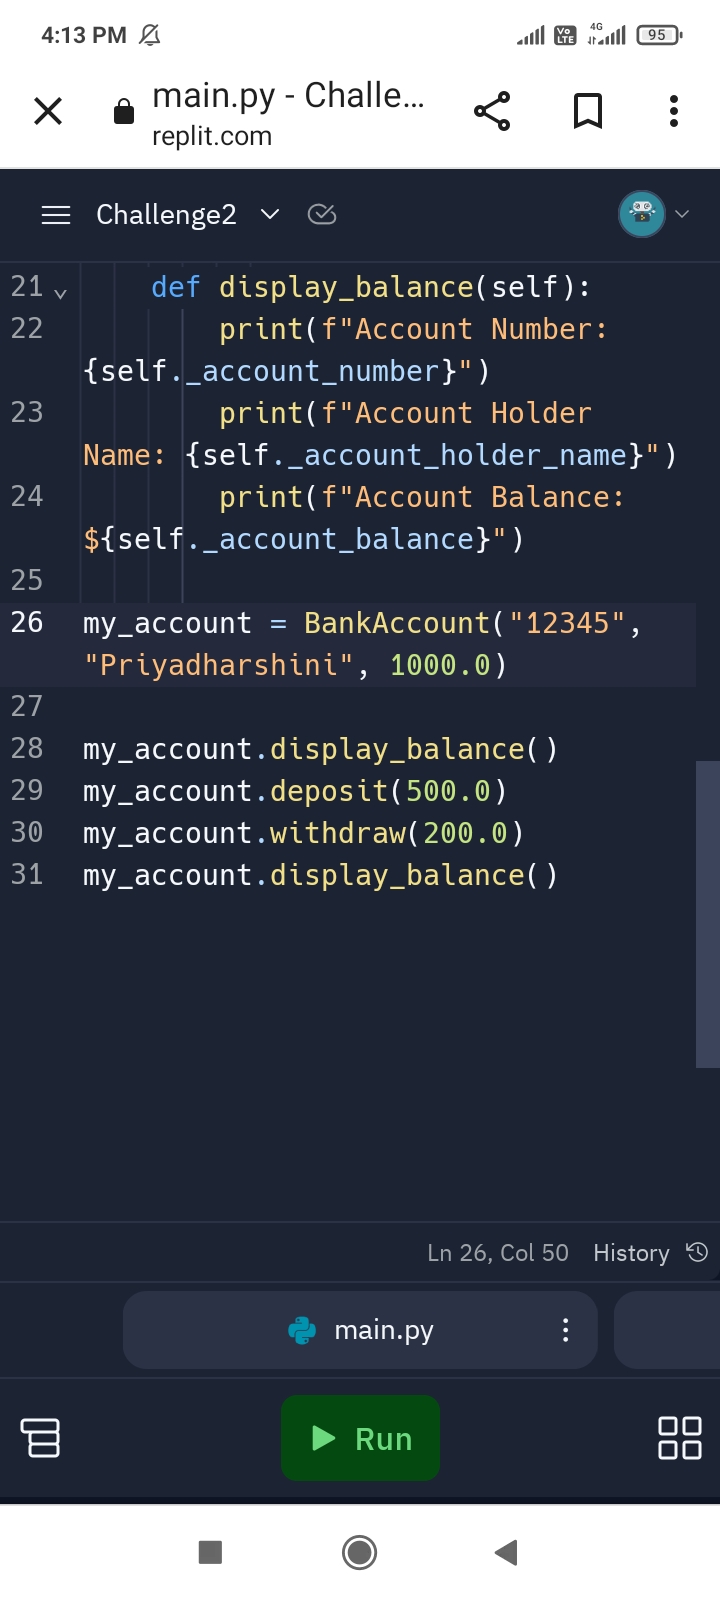 4:13 PM
Vo LTE 4G 95
main.py - Challe...
replit.com
Challenge2
21 def display_balance(self):
22 print(f"Account Number:
{self._account_number}")
23 print(f"Account Holder
Name: {self._account_holder_name}")
24 print(f"Account Balance:
${self._account_balance}")
25
26 my_account = BankAccount("12345",
"Priyadharshini", 1000.0)
27
28 my_account.display_balance()
29 my_account.deposit(500.0)
30 my_account.withdraw(200.0)
31 my_account.display_balance()
Ln 26, Col 50 History
main.py
Run